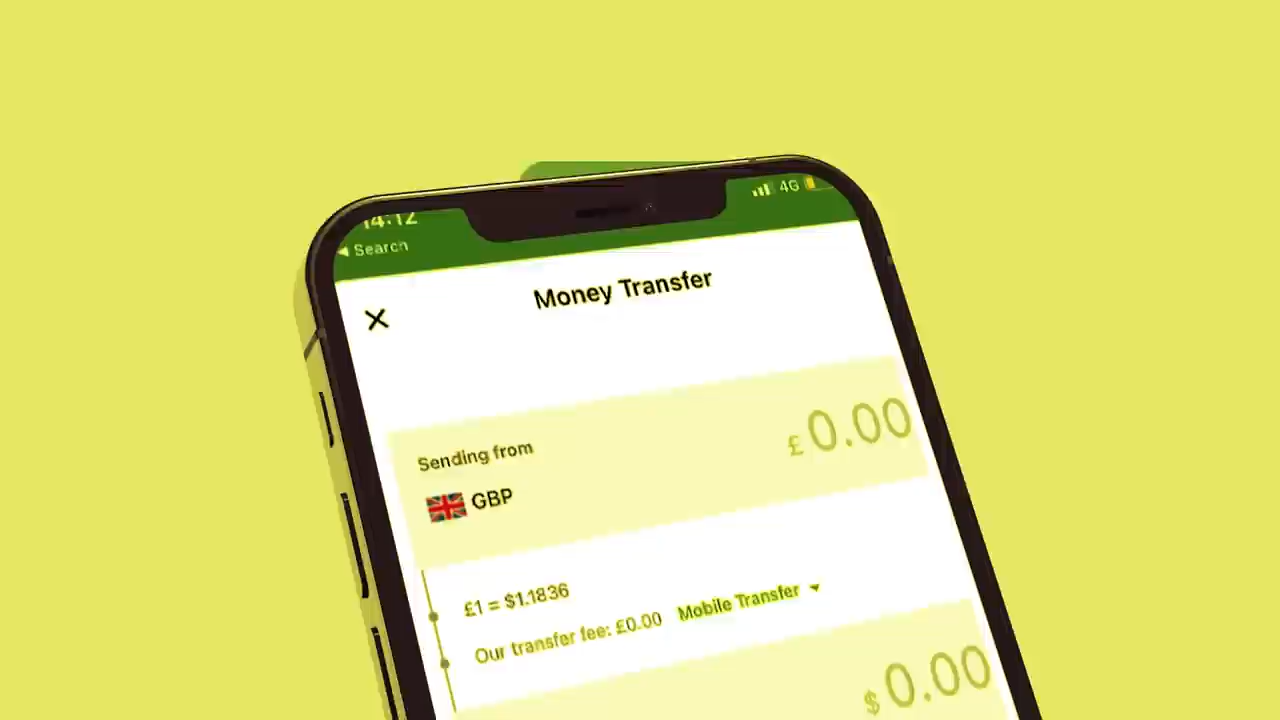 14:12
4G
Search
Money Transfer
Sending from
£0.00
GBP
£1 = $1.1836
Our transfer fee: £0.00 Mobile Transfer
$0.00